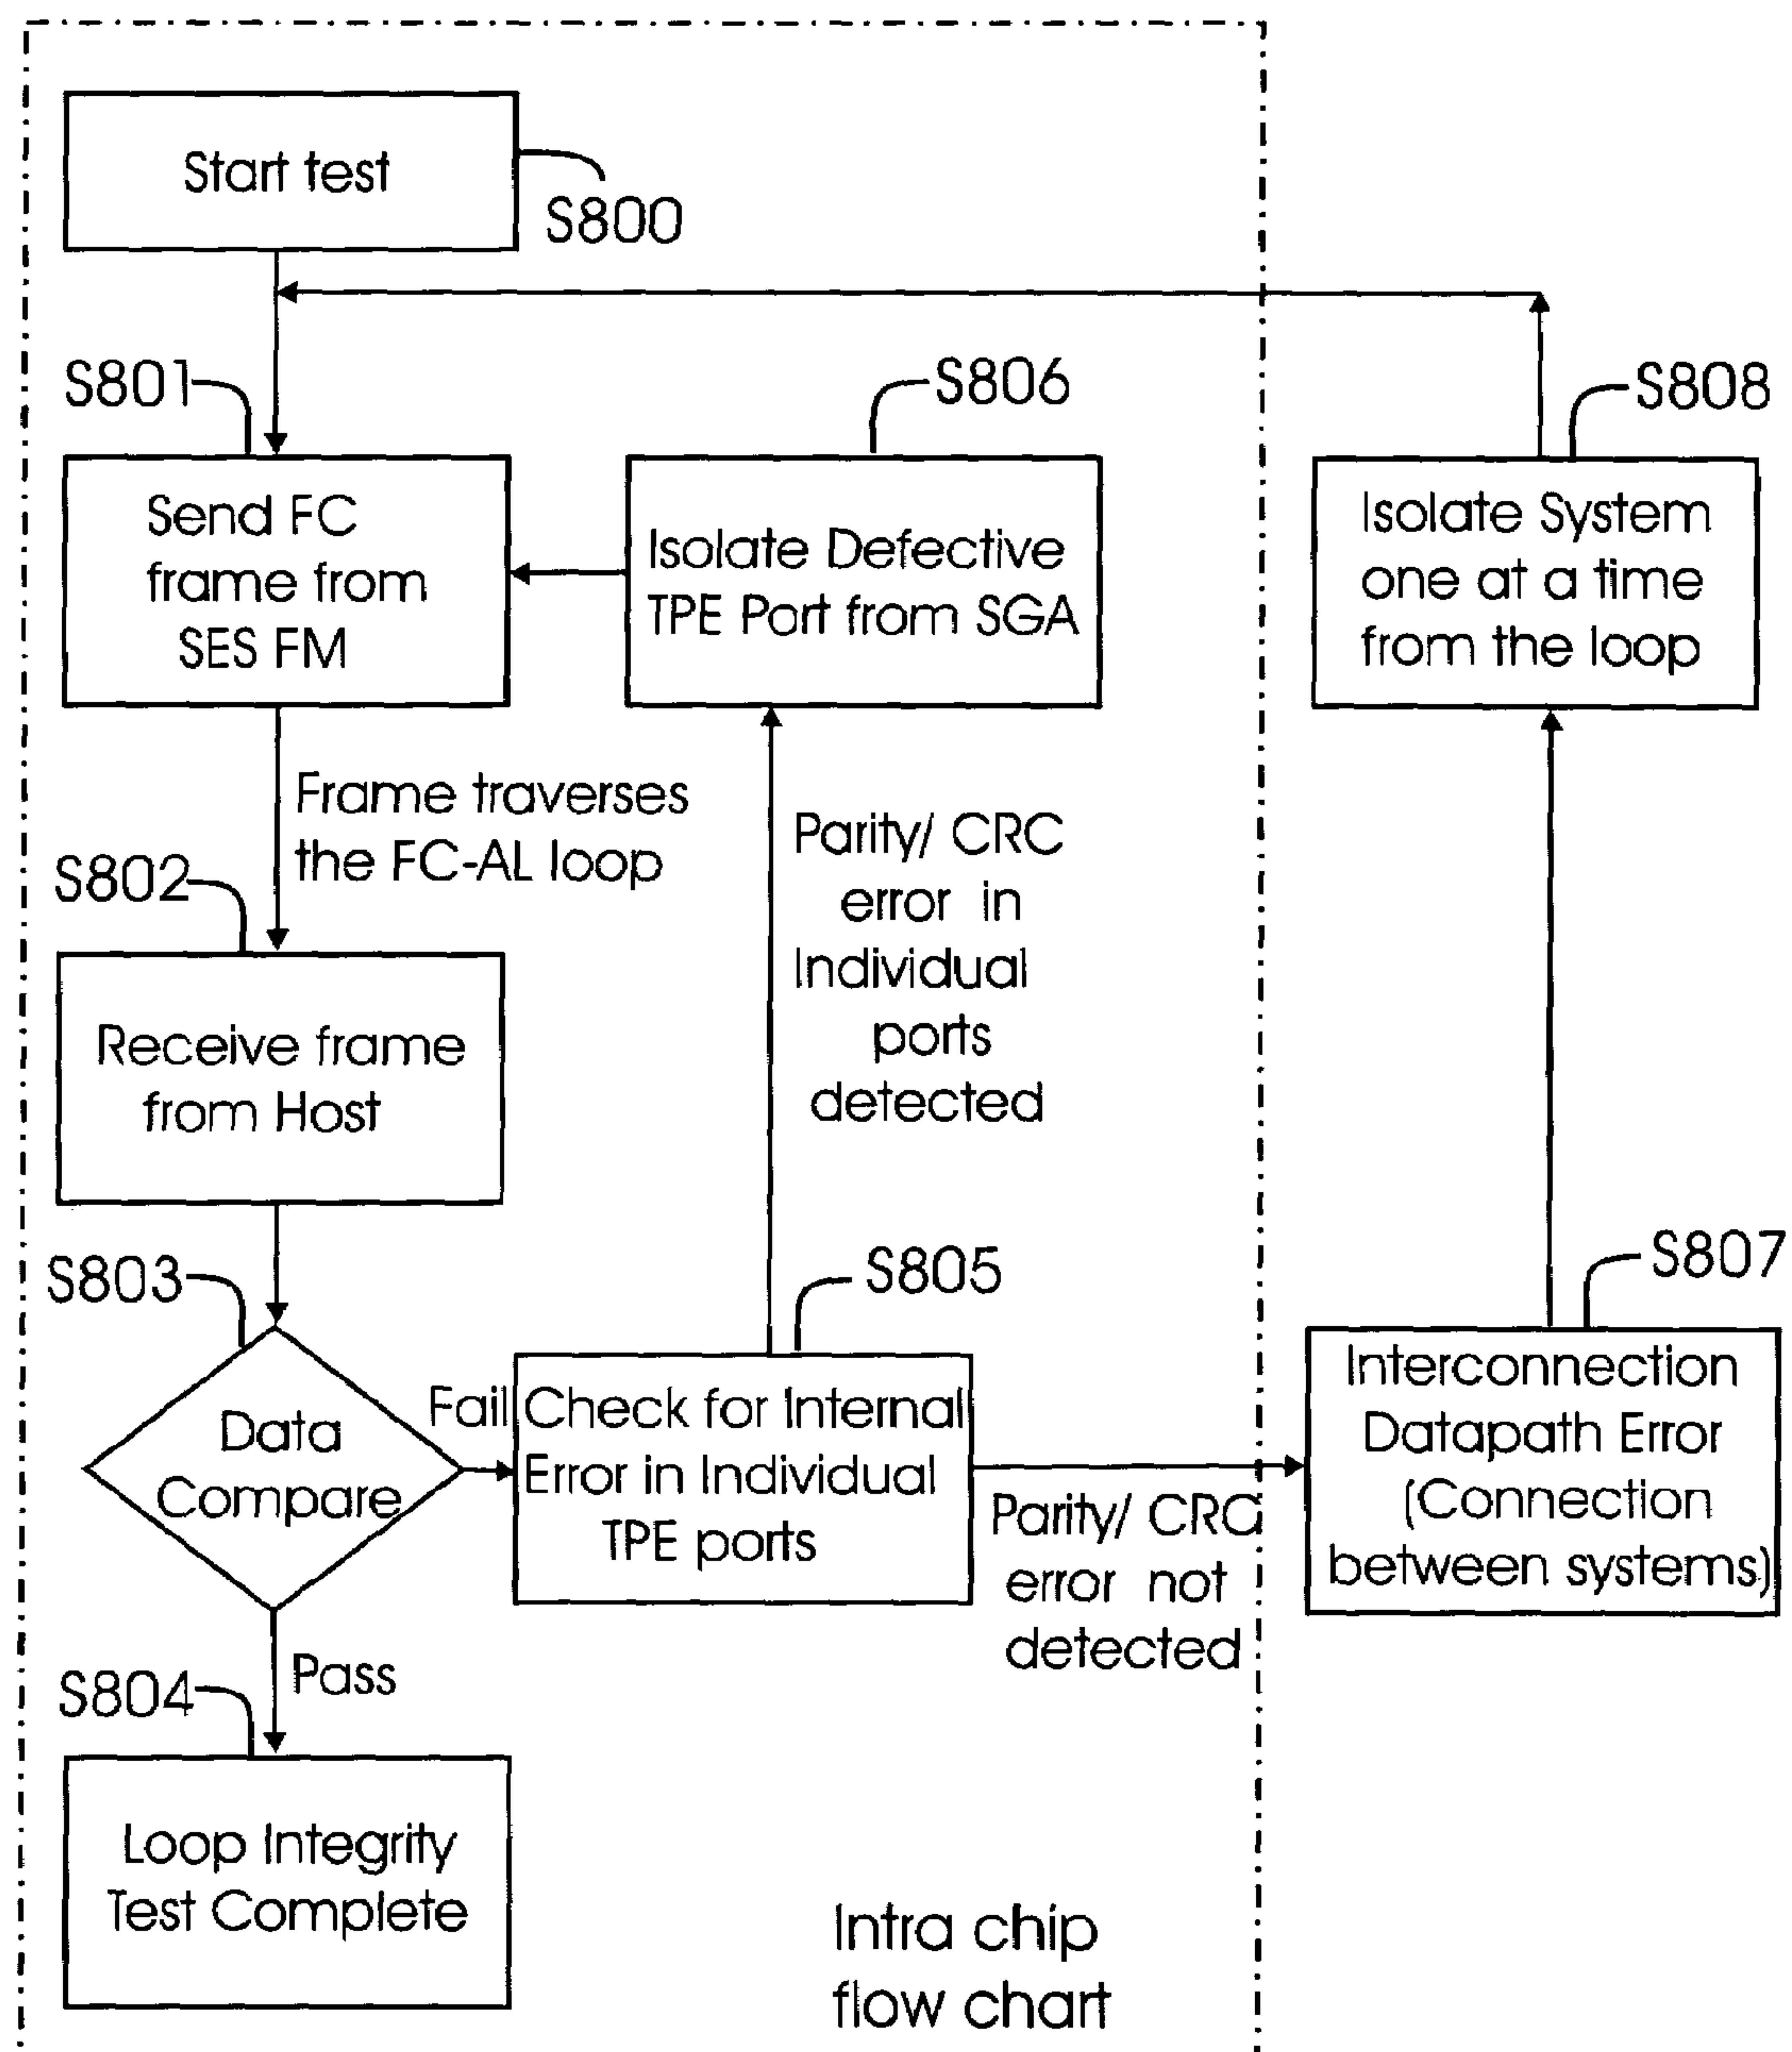 Start test
S800
S801
S806
S808
Send FC
frame from
SES FM
Isolate Defective
TPE Port from SGA
Isolate System
one at a time
from the loop
Frame traverses
the FC-AL loop
Parity/ CRC
error in
Individual
ports
detected
S802
Receive frame
from Host
S803
S805
S807
Data
Compare
Fail
Check for Internal
Error in Individual
TPE ports
Parity/ CRC
error not
detected
Interconnection
Datapath Error
(Connection
between systems)
S804
Pass
Loop Integrity
Test Complete
Intra chip
flow chart